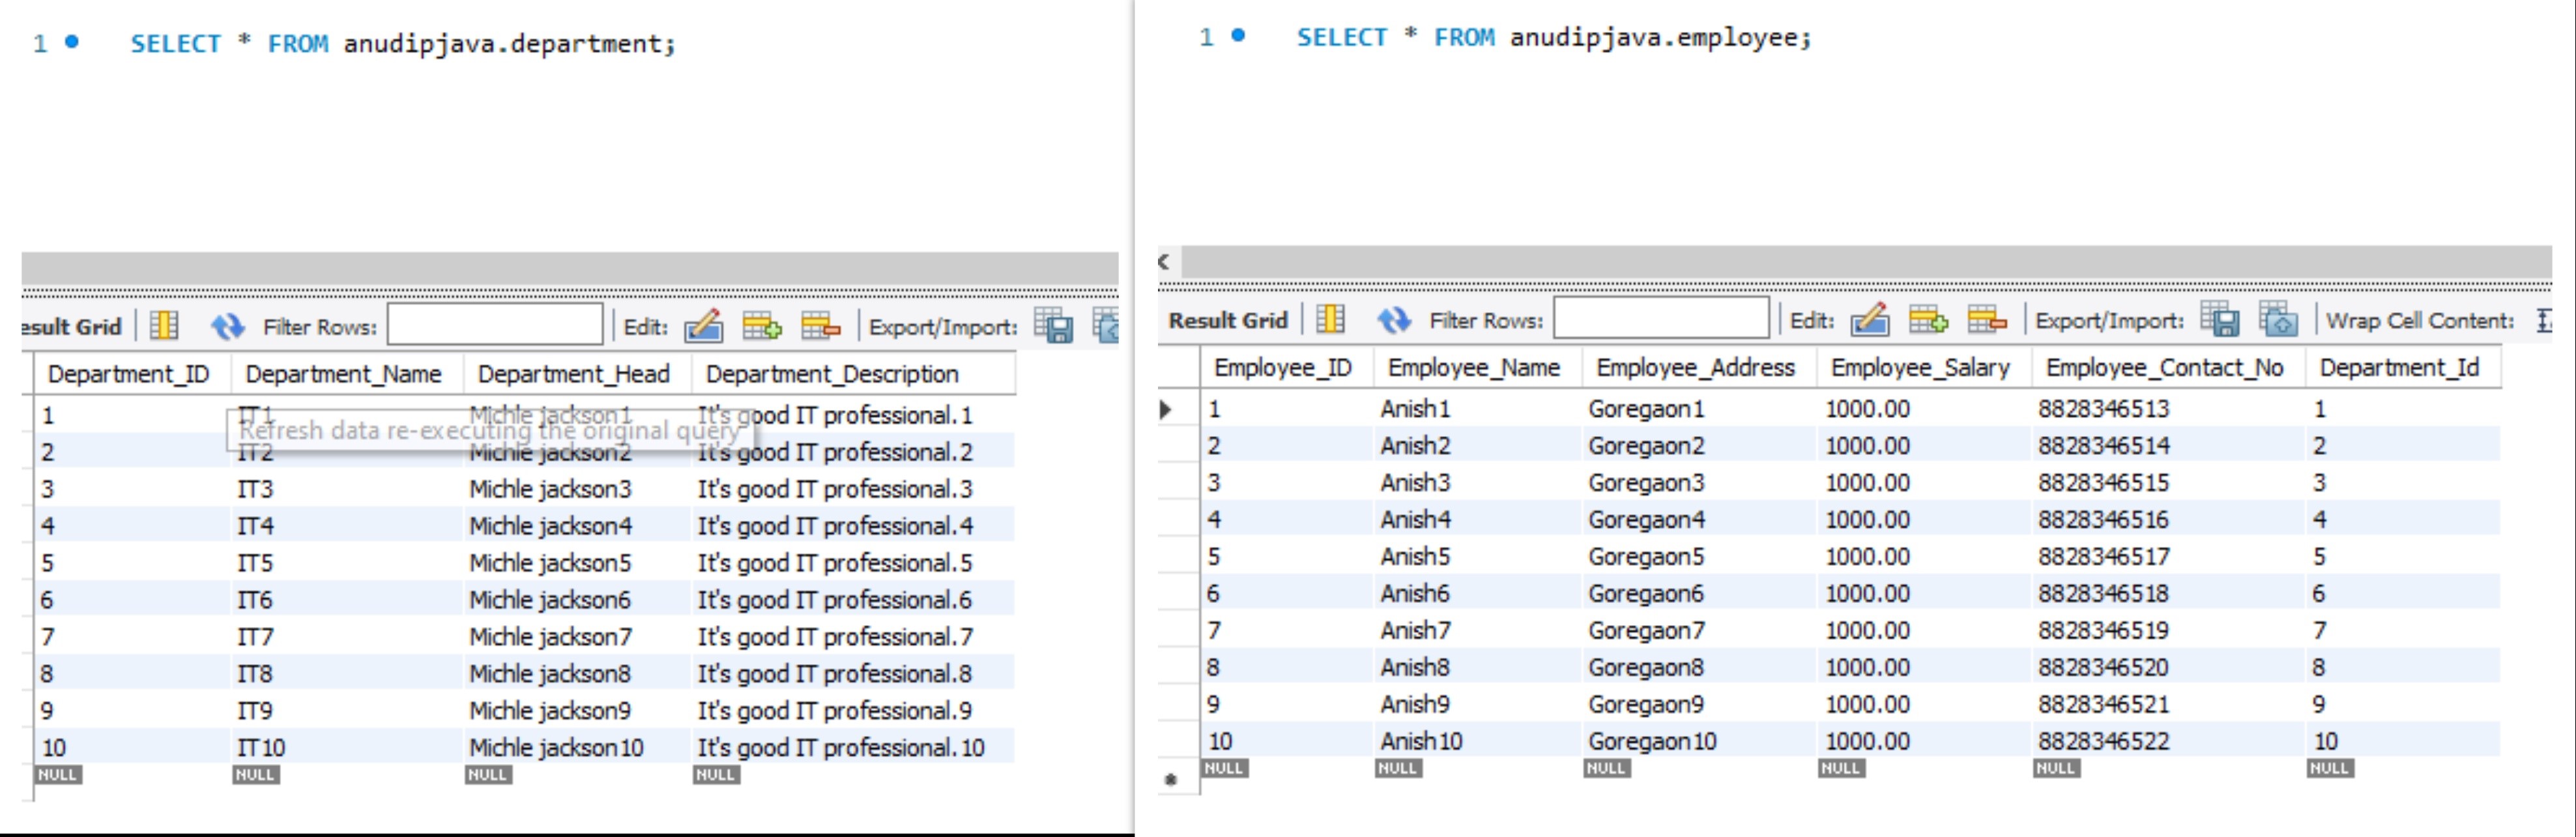 1 SELECT * FROM anudipjava.department;
esult Grid Filter Rows: Edit: Export/Import:
Department_ID Department_Name Department_Head Department_Description
1 IT1 Michle jackson1 It's good IT professional.1
Refresh data re-executing the original query
2 IT2 Michle jackson2 It's good IT professional.2
3 IT3 Michle jackson3 It's good IT professional.3
4 IT4 Michle jackson4 It's good IT professional.4
5 IT5 Michle jackson5 It's good IT professional.5
6 IT6 Michle jackson6 It's good IT professional.6
7 IT7 Michle jackson7 It's good IT professional.7
8 IT8 Michle jackson8 It's good IT professional.8
9 IT9 Michle jackson9 It's good IT professional.9
10 IT10 Michle jackson10 It's good IT professional.10
NULL NULL NULL NULL
1 SELECT * FROM anudipjava.employee;
Result Grid Filter Rows: Edit: Export/Import: Wrap Cell Content:
Employee_ID Employee_Name Employee_Address Employee_Salary Employee_Contact_No Department_Id
1 Anish1 Goregaon1 1000.00 8828346513 1
2 Anish2 Goregaon2 1000.00 8828346514 2
3 Anish3 Goregaon3 1000.00 8828346515 3
4 Anish4 Goregaon4 1000.00 8828346516 4
5 Anish5 Goregaon5 1000.00 8828346517 5
6 Anish6 Goregaon6 1000.00 8828346518 6
7 Anish7 Goregaon7 1000.00 8828346519 7
8 Anish8 Goregaon8 1000.00 8828346520 8
9 Anish9 Goregaon9 1000.00 8828346521 9
10 Anish10 Goregaon10 1000.00 8828346522 10
NULL NULL NULL NULL NULL NULL